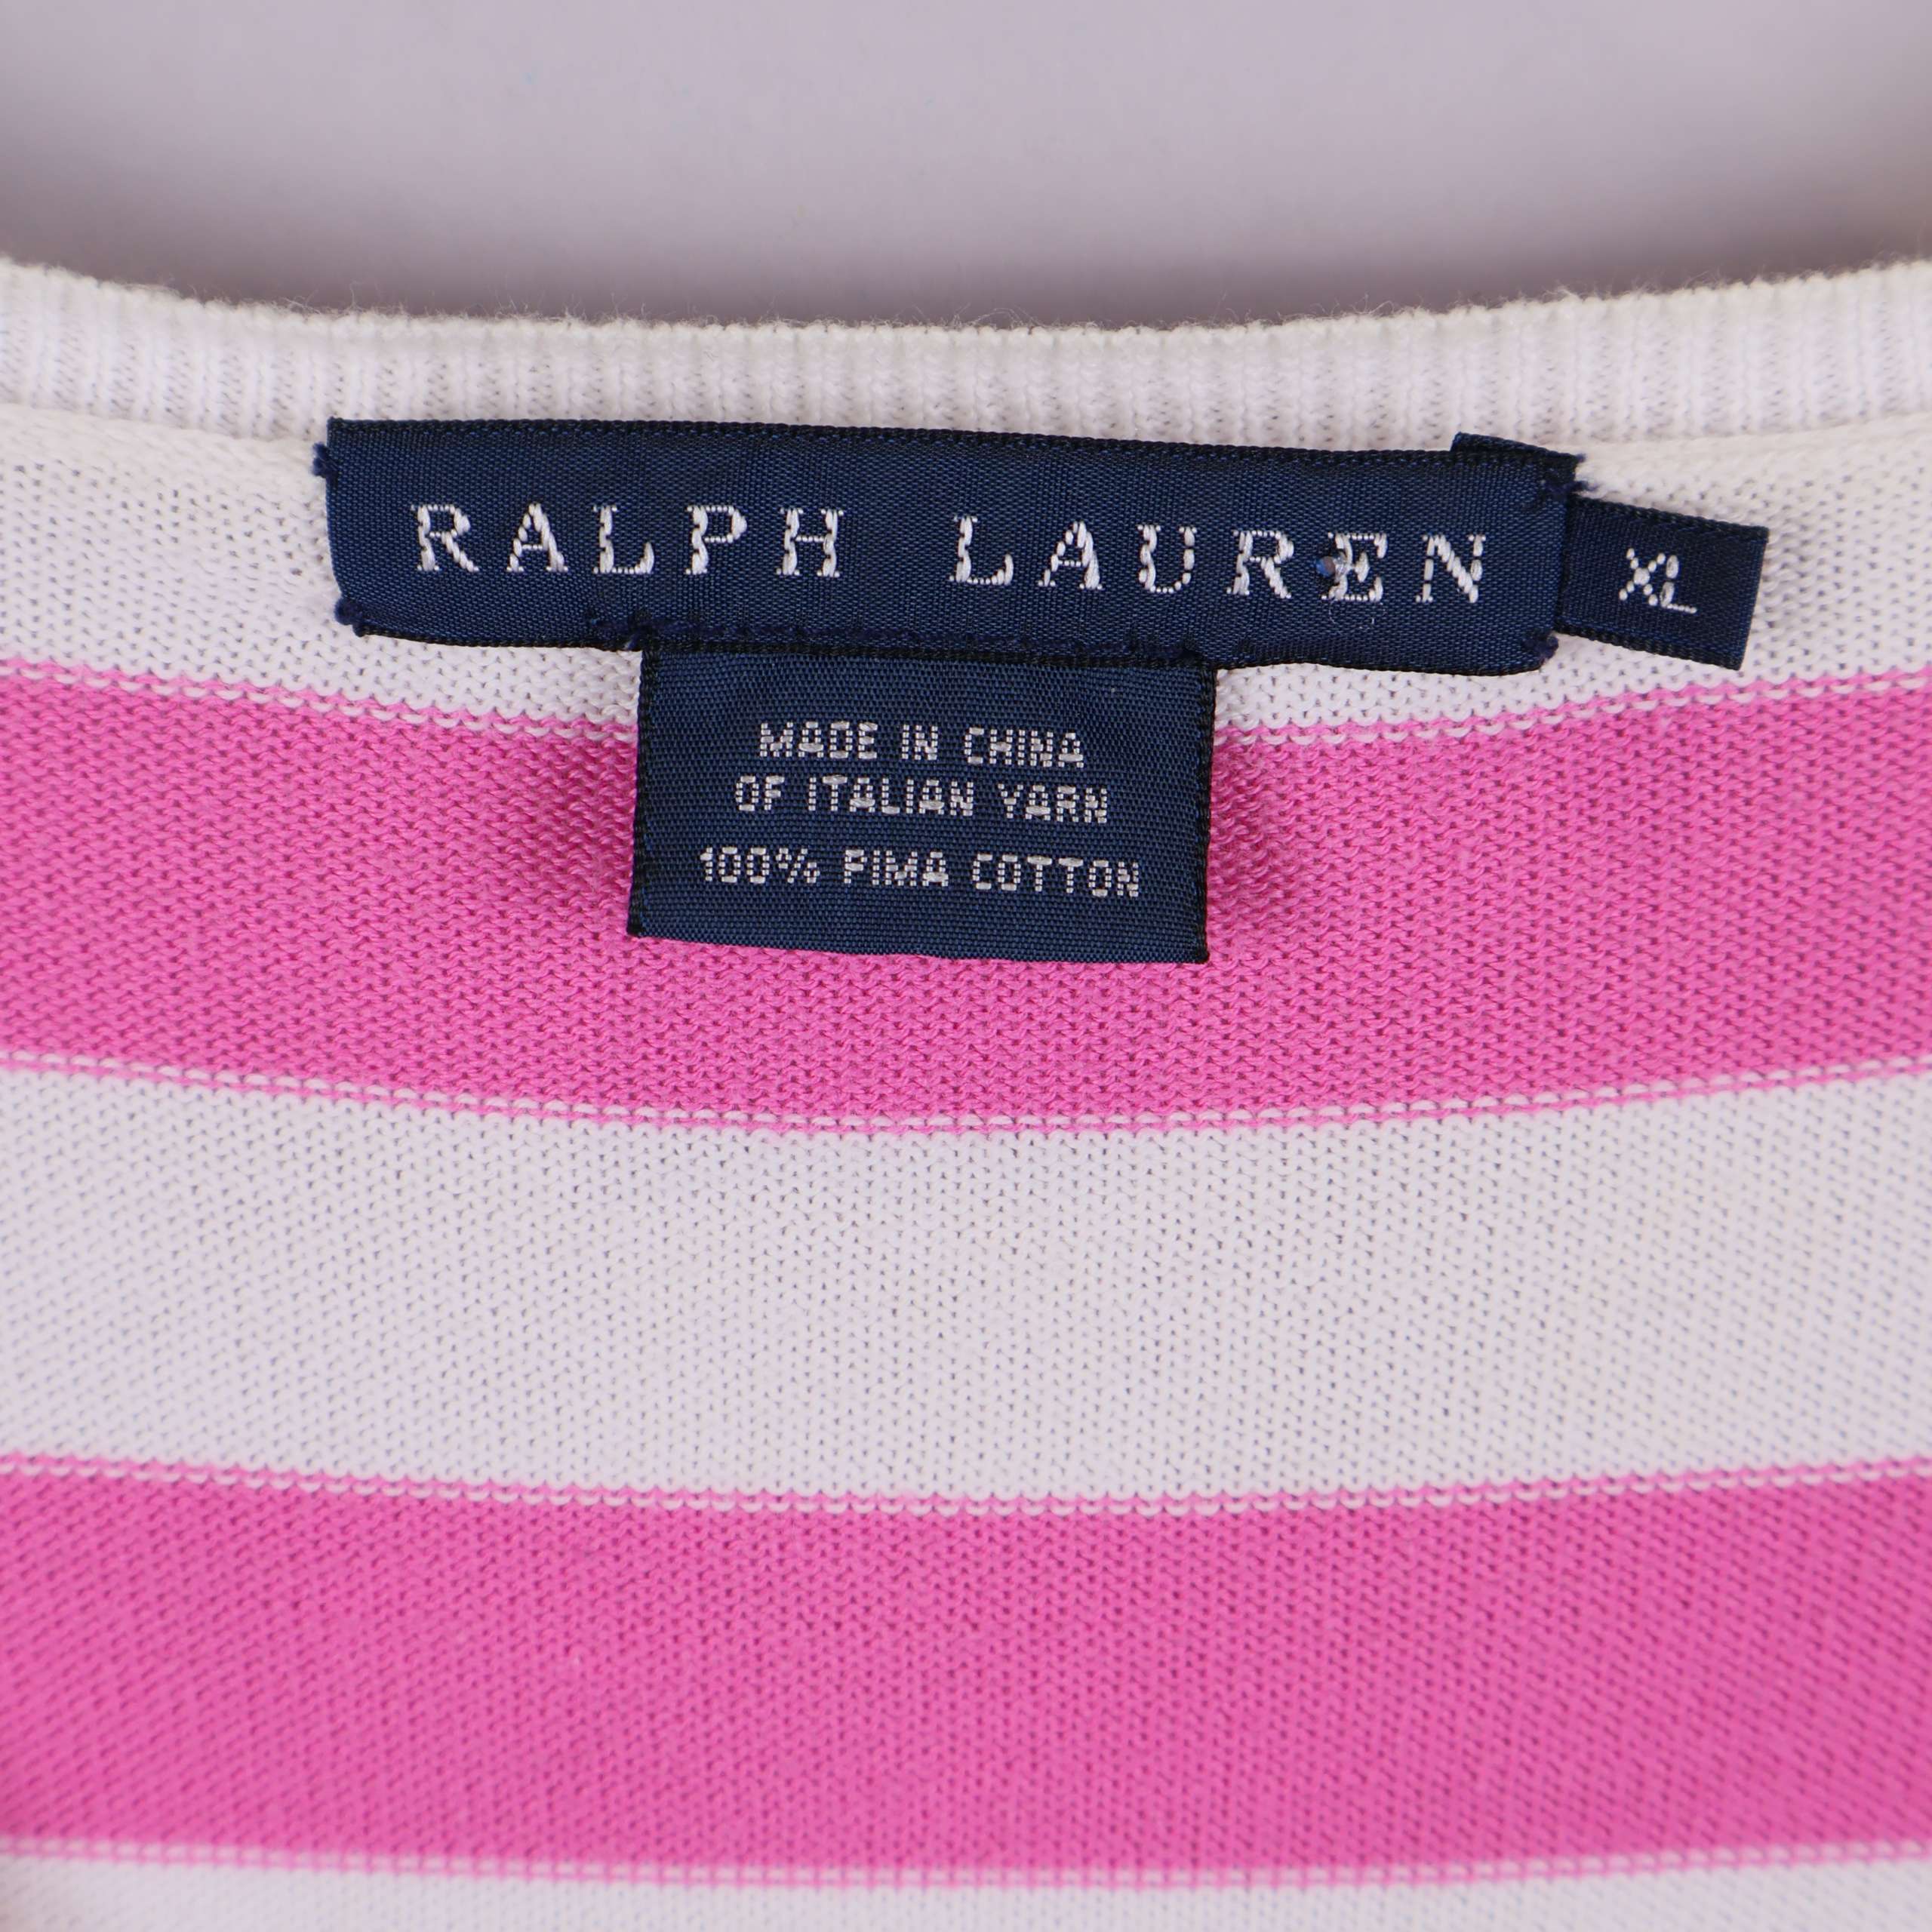 RALPH LAUREN
XL
MADE IN CHINA
OF ITALIAN YARN
100% PIMA COTTON